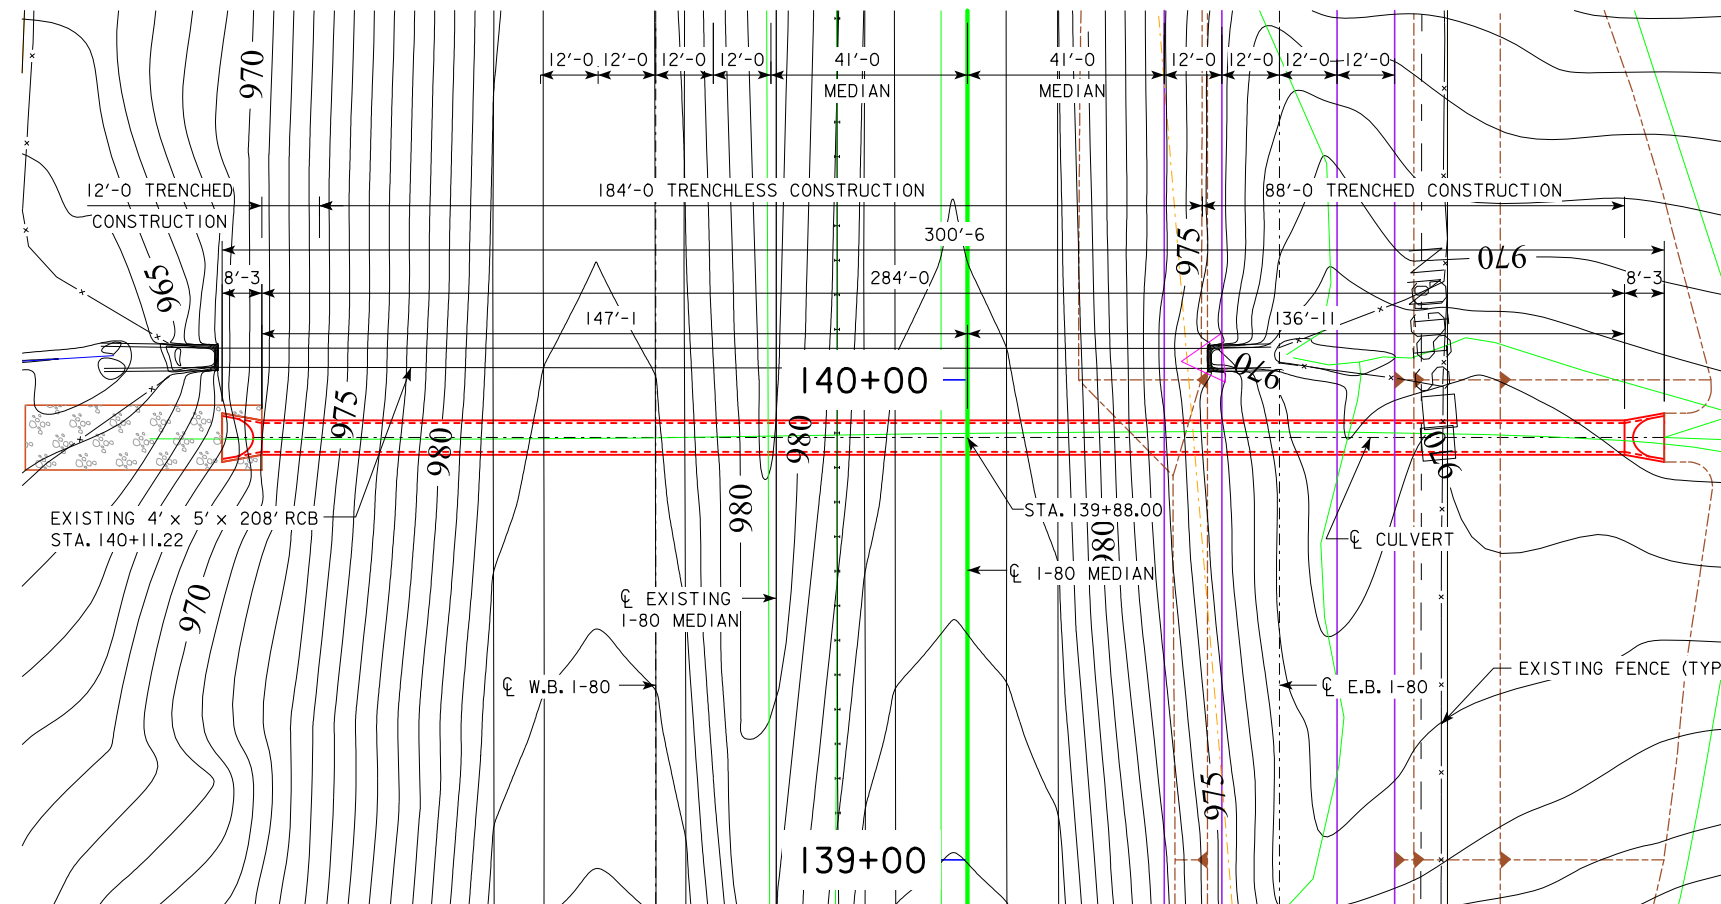 12'-0 12'-0 12'-0 12'-0 41'-0 41'-0 12'-0 12'-0 12'-0 12'-0
MEDIAN MEDIAN
970
12'-0 TRENCHED
CONSTRUCTION
184'-0 TRENCHLESS CONSTRUCTION
88'-0 TRENCHED CONSTRUCTION
300'-6
975
970
965
8'-3
284'-0
8'-3
147'-1
136'-11
140+00
970
975
980
980
970
980
EXISTING 4' x 5' x 208' RCB
STA. 140+11.22
STA. 139+88.00
980
℄ CULVERT
℄ I-80 MEDIAN
970
℄ EXISTING
I-80 MEDIAN
℄ W.B. I-80
℄ E.B. I-80
EXISTING FENCE (TYP
975
139+00